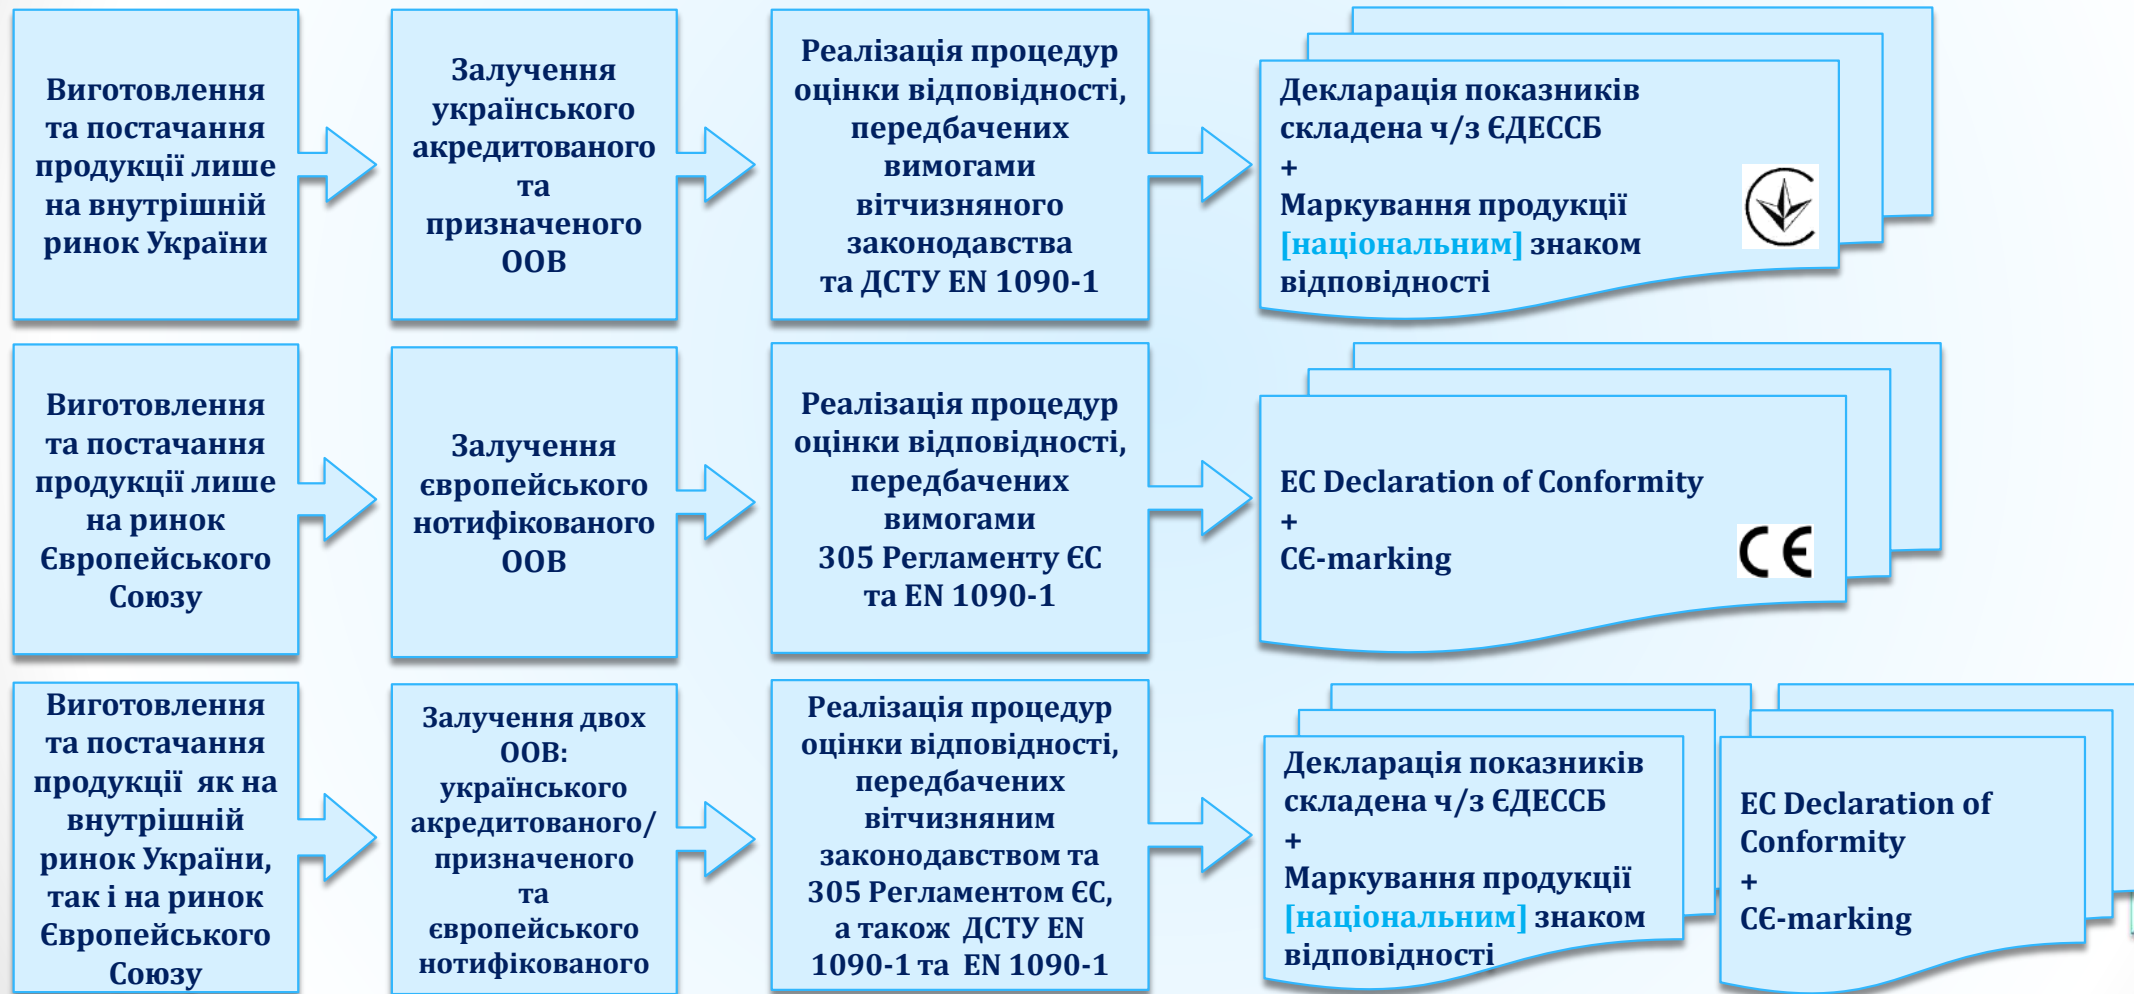 Виготовлення
та постачання
продукції лише
на внутрішній
ринок України
Залучення
українського
акредитованого
та
призначеного
ООВ
Реалізація процедур
оцінки відповідності,
передбачених
вимогами
вітчизняного
законодавства
та ДСТУ EN 1090-1
Декларація показників
складена ч/з ЄДЕССБ
+
Маркування продукції
[національним] знаком
відповідності
Виготовлення
та постачання
продукції лише
на ринок
Європейського
Союзу
Залучення
європейського
нотифікованого
ООВ
Реалізація процедур
оцінки відповідності,
передбачених
вимогами
305 Регламенту ЄС
та EN 1090-1
EC Declaration of Conformity
+
CЄ-marking
CE
Виготовлення
та постачання
продукції як на
внутрішній
ринок України,
так і на ринок
Європейського
Союзу
Залучення двох
ООВ:
українського
акредитованого/
призначеного
та
європейського
нотифікованого
Реалізація процедур
оцінки відповідності,
передбачених
вітчизняним
законодавством та
305 Регламентом ЄС,
а також ДСТУ EN
1090-1 та EN 1090-1
Декларація показників
складена ч/з ЄДЕССБ
+
Маркування продукції
[національним] знаком
відповідності
EC Declaration of
Conformity
+
CЄ-marking